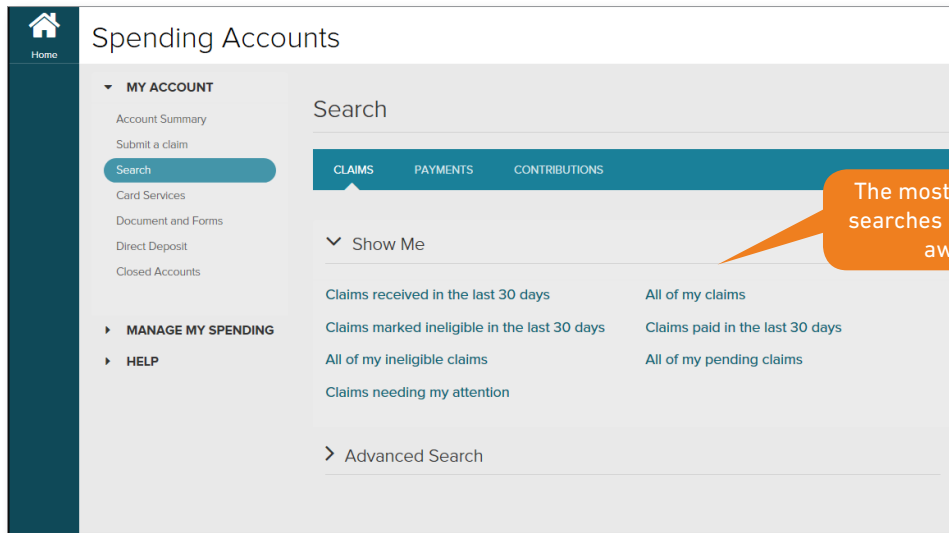 Home
Spending Accounts
MY ACCOUNT
Account Summary
Submit a claim
Search
Card Services
Document and Forms
Direct Deposit
Closed Accounts
MANAGE MY SPENDING
HELP
Search
CLAIMS PAYMENTS CONTRIBUTIONS
The most
searches
Show Me
Claims received in the last 30 days
All of my claims
Claims marked ineligible in the last 30 days
Claims paid in the last 30 days
All of my ineligible claims
All of my pending claims
Claims needing my attention
Advanced Search